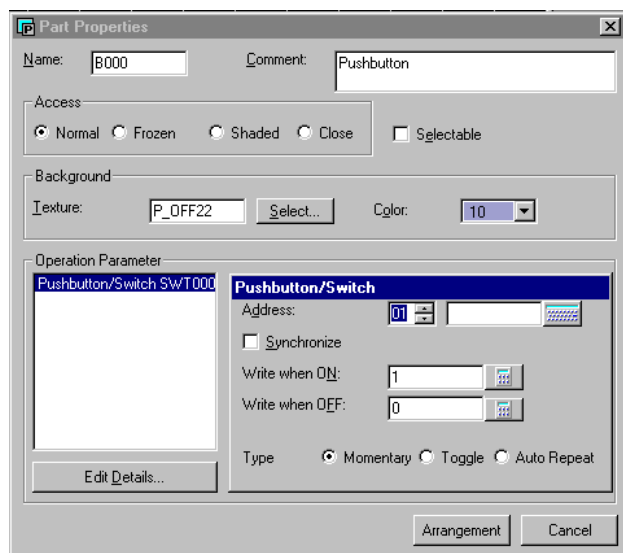 Part Properties
Name: B000 Comment: Pushbutton
Access
Normal Frozen Shaded Close Selectable
Background
Texture: P_OFF22 Select... Color: 10
Operation Parameter
Pushbutton/Switch SWT000
Pushbutton/Switch
Address: 01
Synchronize
Write when ON: 1
Write when OFF: 0
Type Momentary Toggle Auto Repeat
Edit Details...
Arrangement Cancel